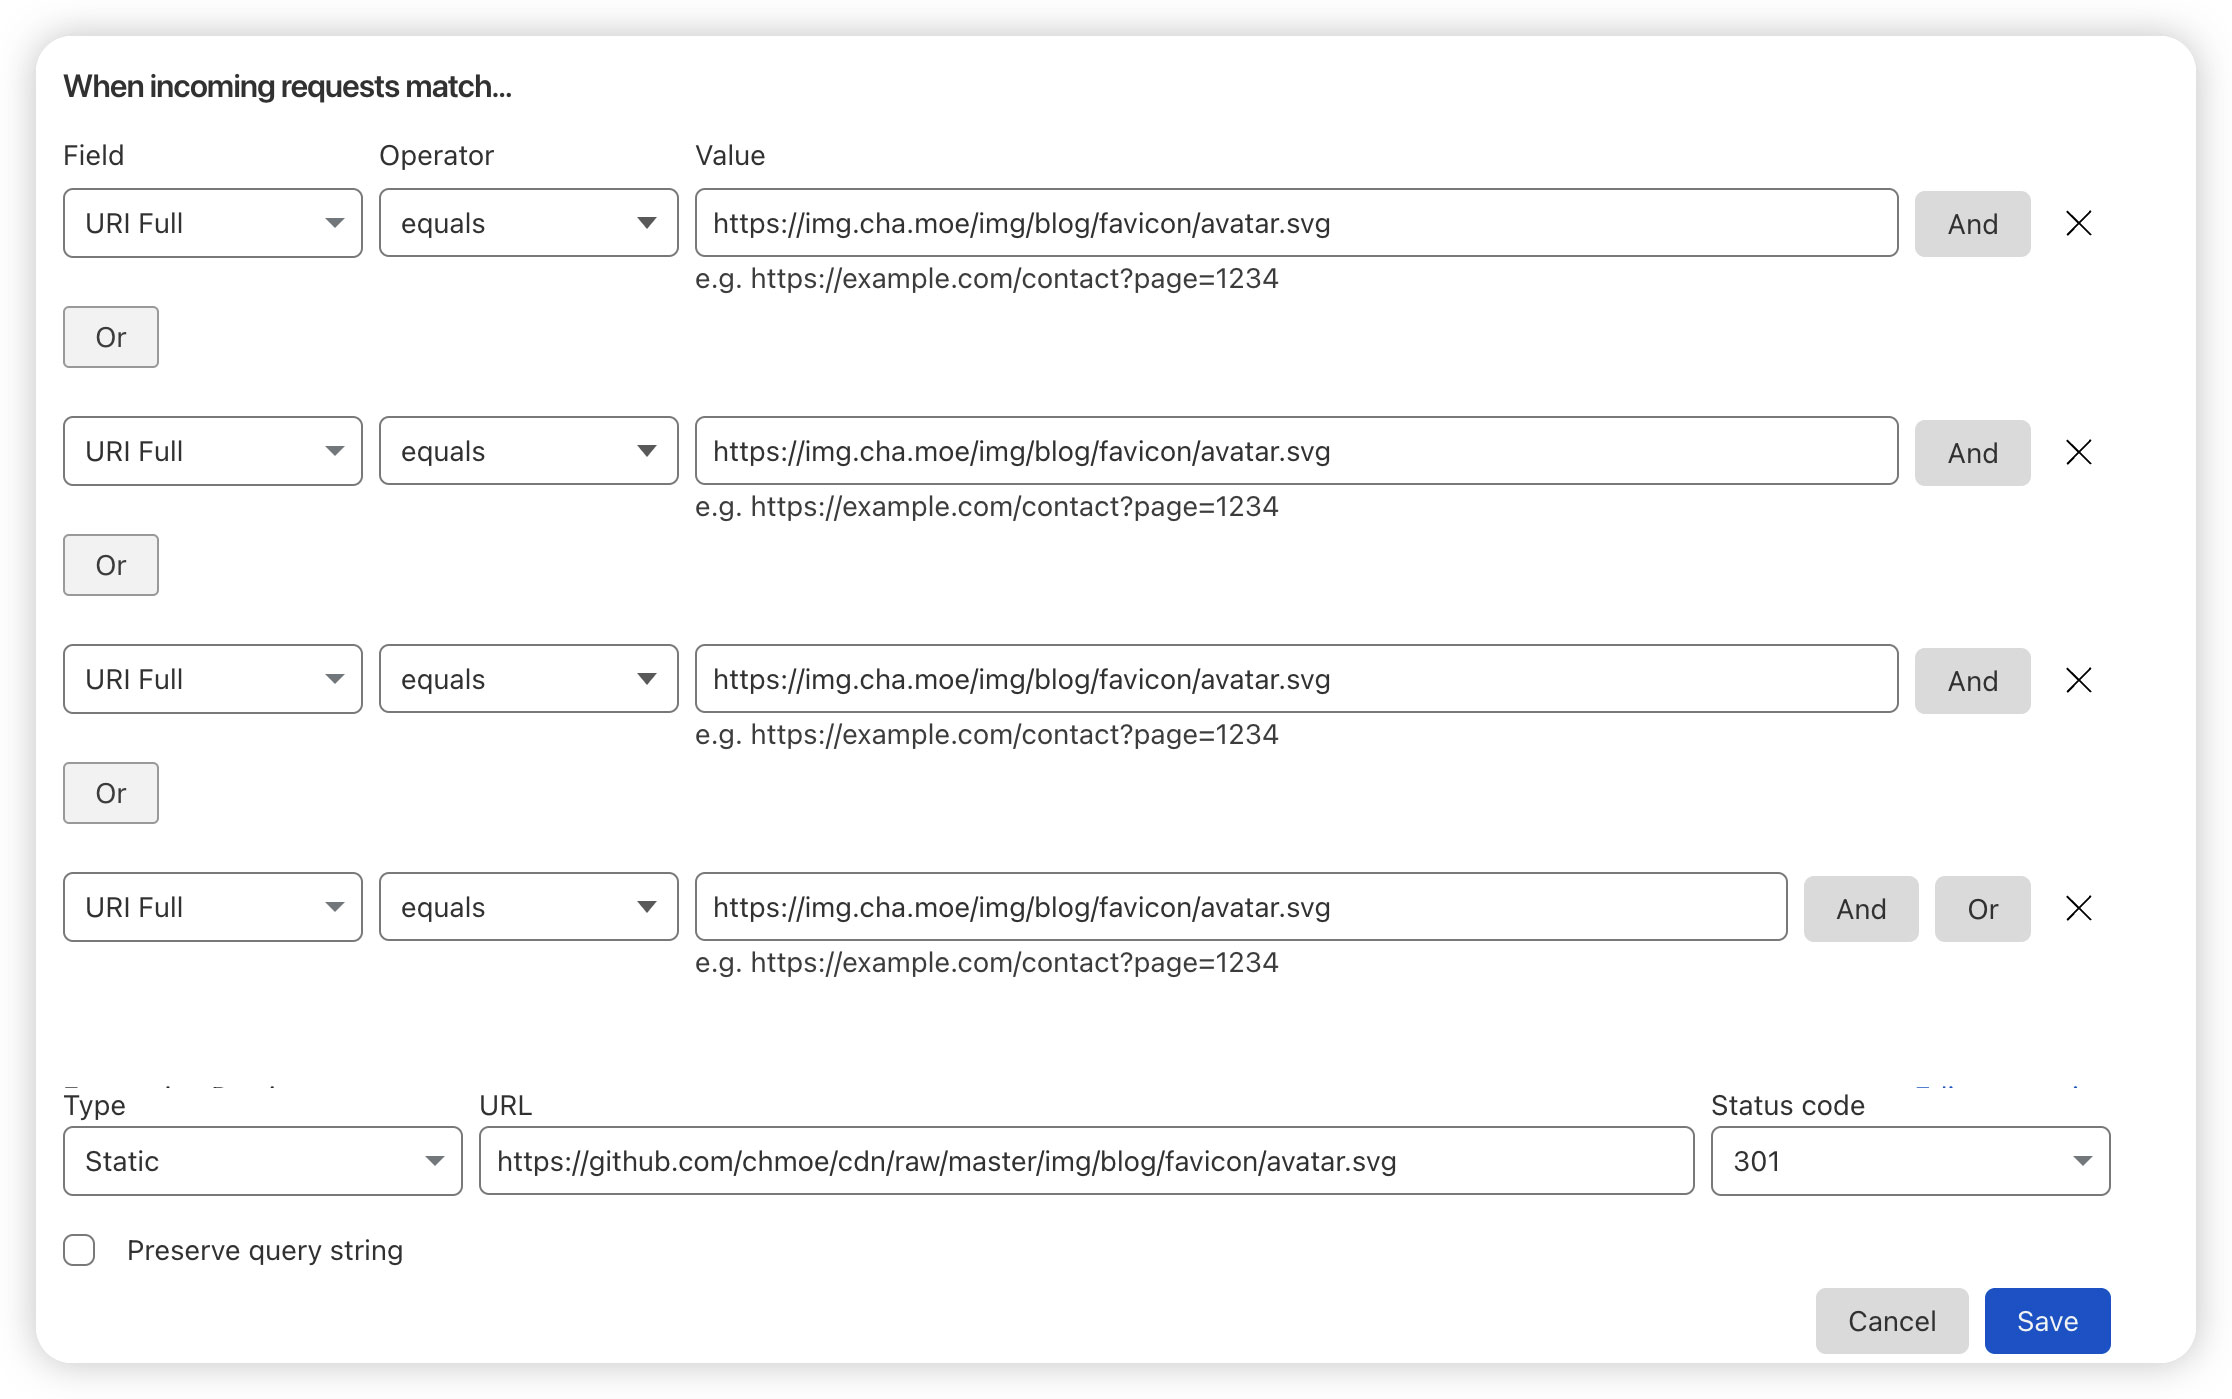 When incoming requests match...
Field Operator Value
URI Full equals https://img.cha.moe/img/blog/favicon/avatar.svg And
e.g. https://example.com/contact?page=1234
Or
URI Full equals https://img.cha.moe/img/blog/favicon/avatar.svg And
e.g. https://example.com/contact?page=1234
Or
URI Full equals https://img.cha.moe/img/blog/favicon/avatar.svg And
e.g. https://example.com/contact?page=1234
Or
URI Full equals https://img.cha.moe/img/blog/favicon/avatar.svg And Or
e.g. https://example.com/contact?page=1234
Type URL Status code
Static https://github.com/chmoe/cdn/raw/master/img/blog/favicon/avatar.svg 301
Preserve query string
Cancel Save